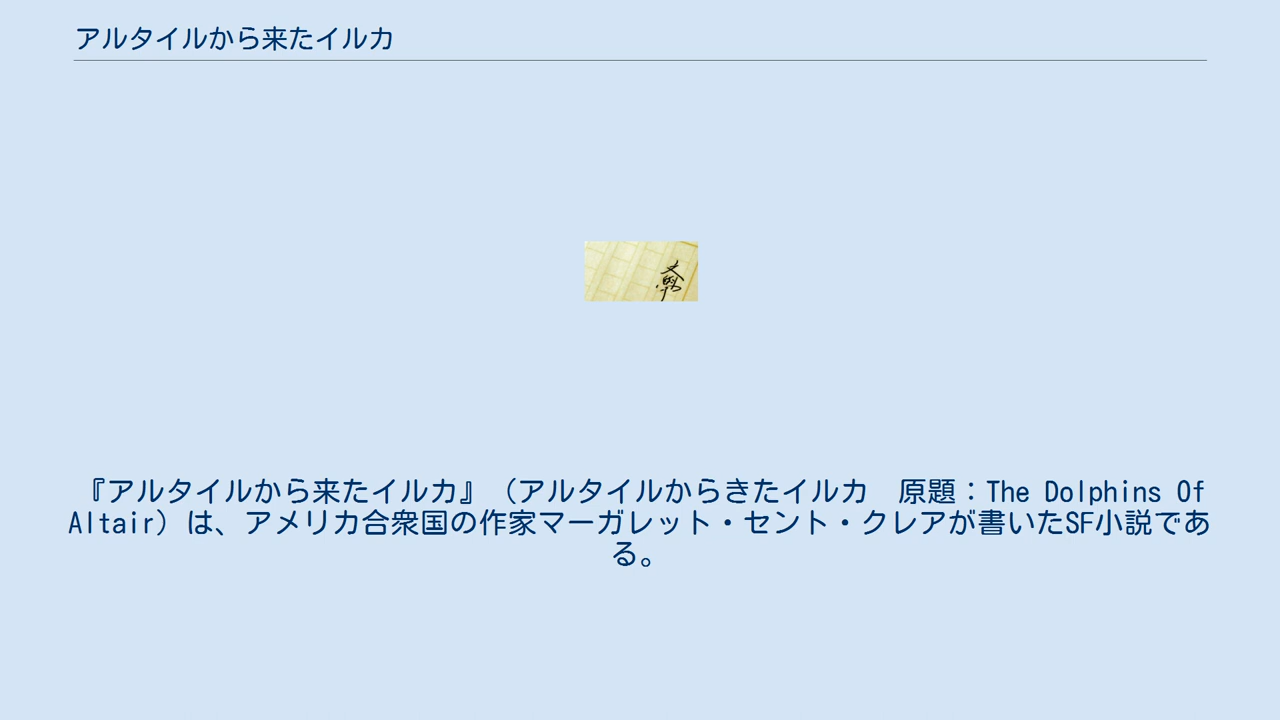 アルタイルから来たイルカ
『アルタイルから来たイルカ』（アルタイルからきたイルカ　原題：The Dolphins Of
Altair）は、アメリカ合衆国の作家マーガレット・セント・クレアが書いたSF小説であ
る。